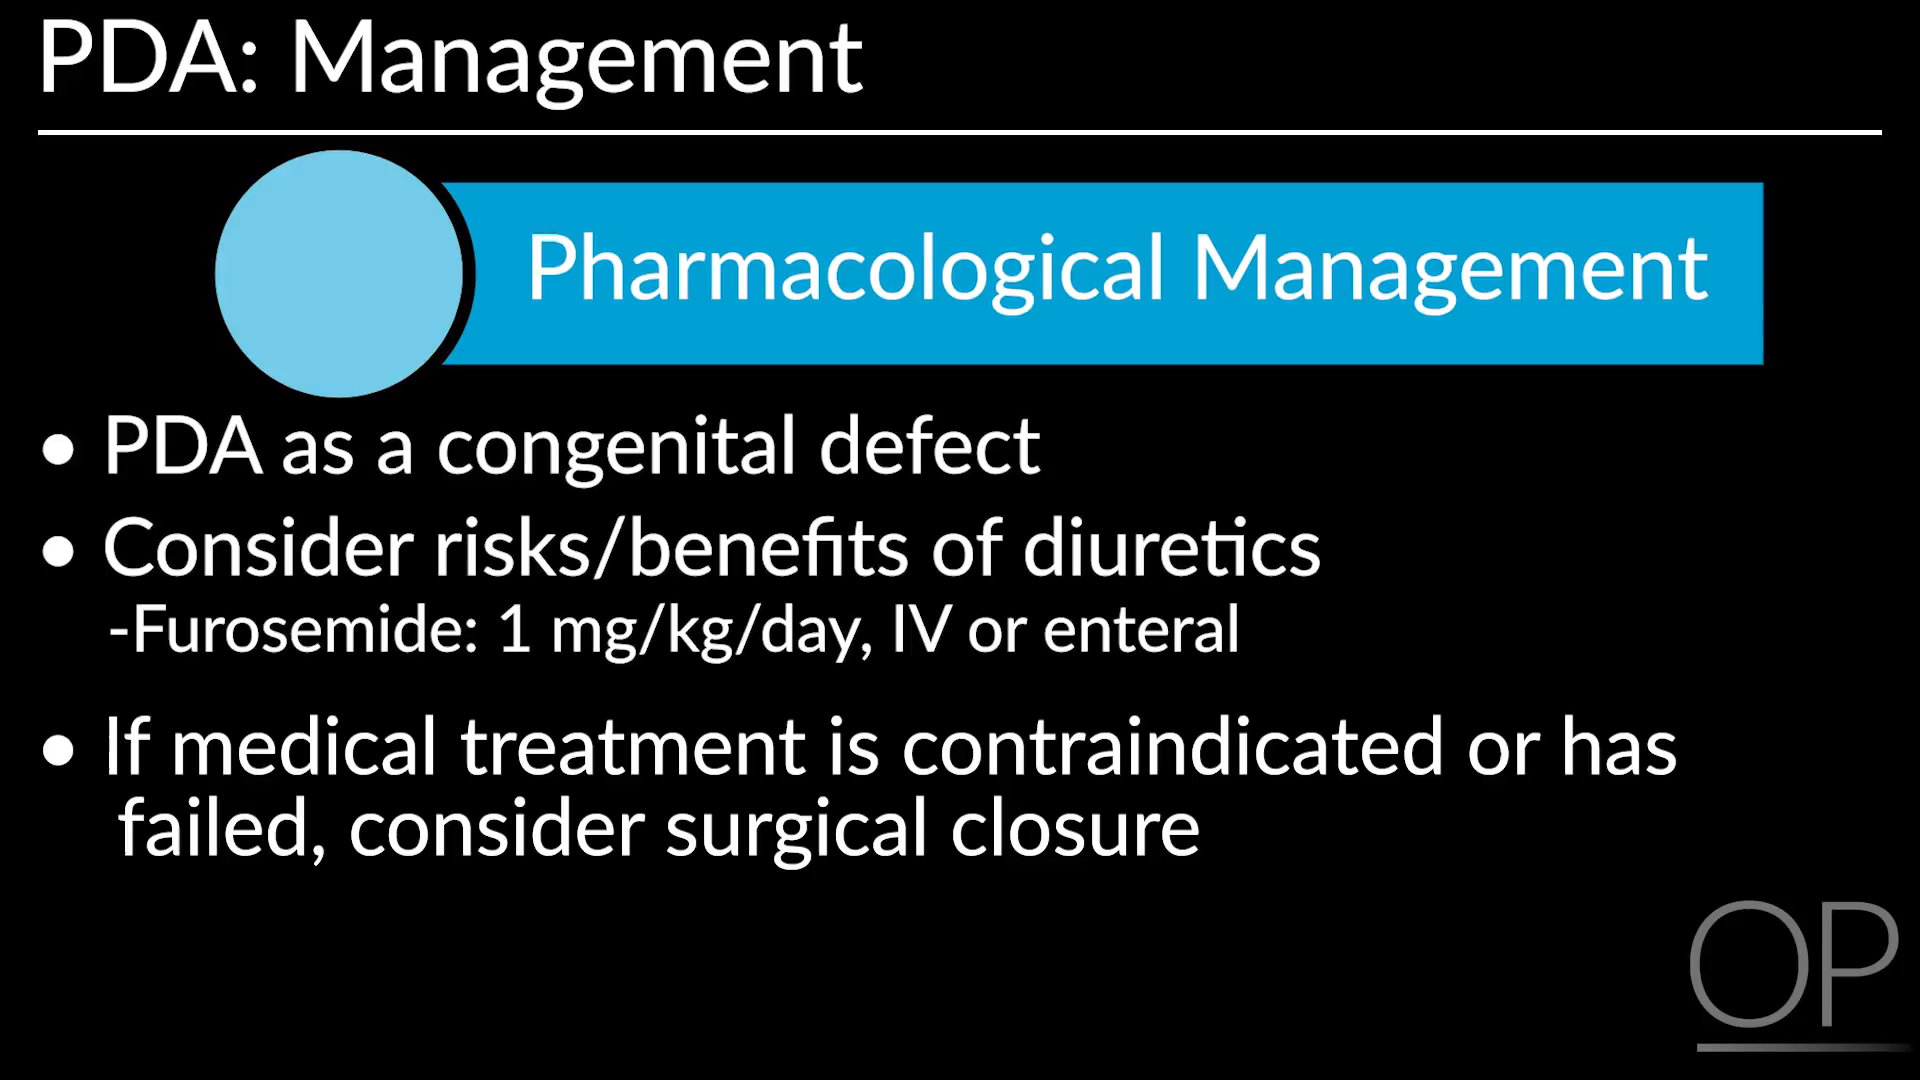 PDA: Management
Pharmacological Management
• PDA as a congenital defect
• Consider risks/benefits of diuretics
-Furosemide: 1 mg/kg/day, IV or enteral
• If medical treatment is contraindicated or has
failed, consider surgical closure
OP